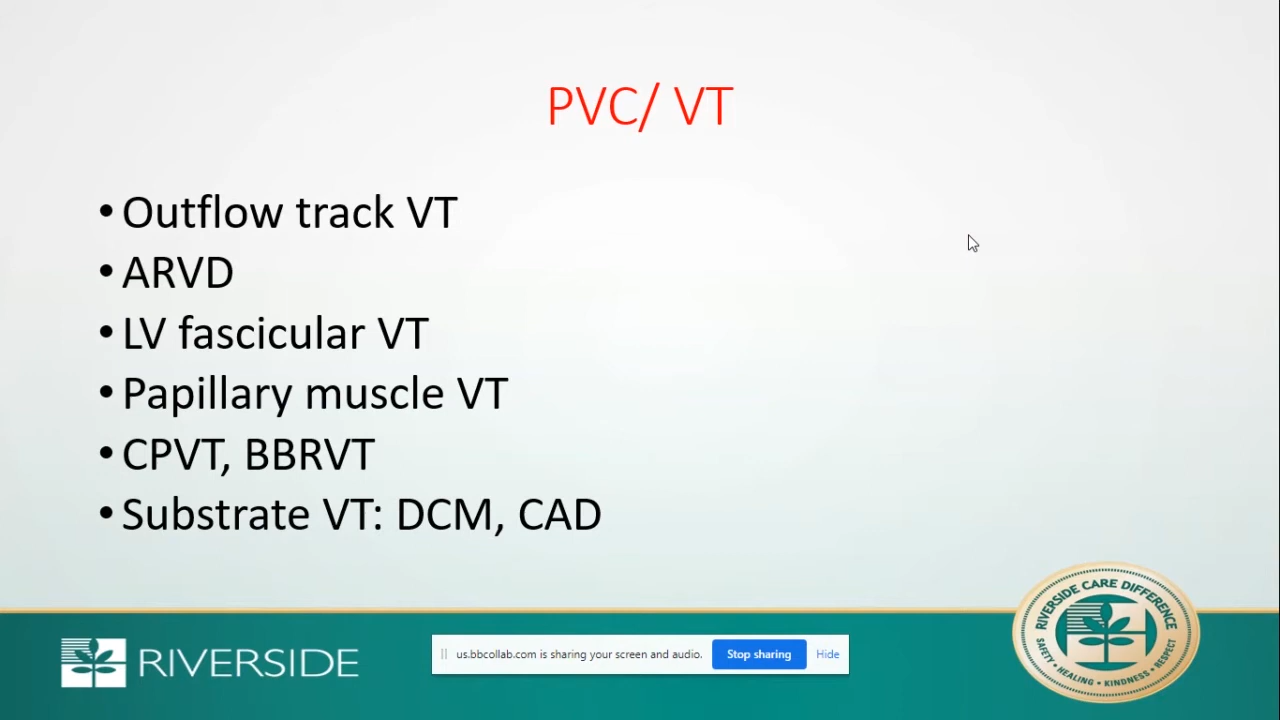 PVC/ VT
• Outflow track VT
• ARVD
• LV fascicular VT
• Papillary muscle VT
• CPVT, BBRVT
• Substrate VT: DCM, CAD
RIVERSIDE
us.bbcollab.com is sharing your screen and audio. Stop sharing Hide
RIVERSIDE CARE DIFFERENCE
SAFETY • HEALING • KINDNESS • RESPECT